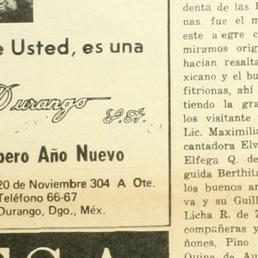 e Usted, es una
Durango
S.A.
pero Año Nuevo
20 de Noviembre 304 A Ote.
Teléfono 66-67
Durango, Dgo., Méx.
denta de las
nas. fue el m
este a egre c
miramos orig
hacían resalta
xicano y el bu
fitrionas, ahí
tiendo la gra
los visitante
Lic. Maximilia
cantadora Elv
Elfega Q. de
guida Berthita
los buenos ar
va y su Guill
Licha R. de Z
compañeras y
ñones, Pino
Quina de Au